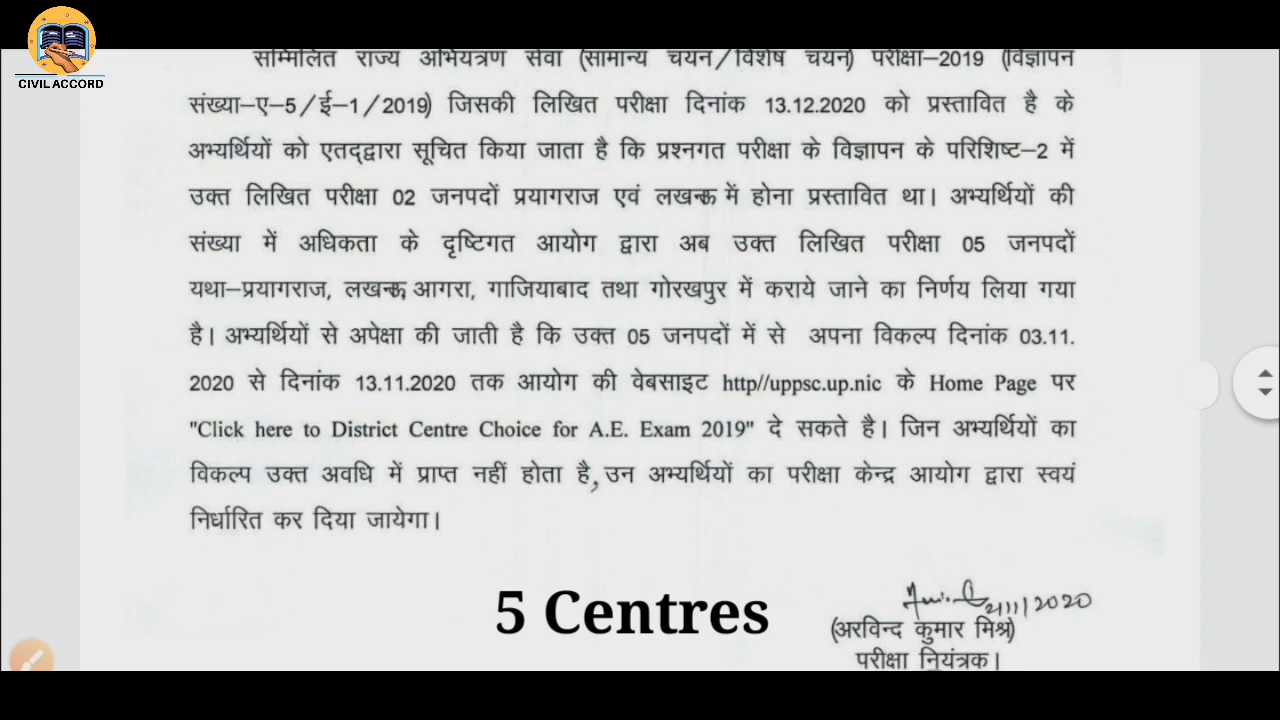 CIVIL ACCORD
सम्मिलित राज्य अभियंत्रण सेवा (सामान्य चयन/विशेष चयन) परीक्षा-2019 (विज्ञापन
संख्या-ए-5/ई-1/2019) जिसकी लिखित परीक्षा दिनांक 13.12.2020 को प्रस्तावित है के
अभ्यर्थियों को एतद्द्वारा सूचित किया जाता है कि प्रश्नगत परीक्षा के विज्ञापन के परिशिष्ट-2 में
उक्त लिखित परीक्षा 02 जनपदों प्रयागराज एवं लखनऊ में होना प्रस्तावित था। अभ्यर्थियों की
संख्या में अधिकता के दृष्टिगत आयोग द्वारा अब उक्त लिखित परीक्षा 05 जनपदों
यथा-प्रयागराज, लखनऊ, आगरा, गाजियाबाद तथा गोरखपुर में कराये जाने का निर्णय लिया गया
है। अभ्यर्थियों से अपेक्षा की जाती है कि उक्त 05 जनपदों में से अपना विकल्प दिनांक 03.11.
2020 से दिनांक 13.11.2020 तक आयोग की वेबसाइट http//uppsc.up.nic के Home Page पर
"Click here to District Centre Choice for A.E. Exam 2019" दे सकते है। जिन अभ्यर्थियों का
विकल्प उक्त अवधि में प्राप्त नहीं होता है, उन अभ्यर्थियों का परीक्षा केन्द्र आयोग द्वारा स्वयं
निर्धारित कर दिया जायेगा।
5 Centres
2/11/2020
(अरविन्द कुमार मिश्र)
परीक्षा नियंत्रक।